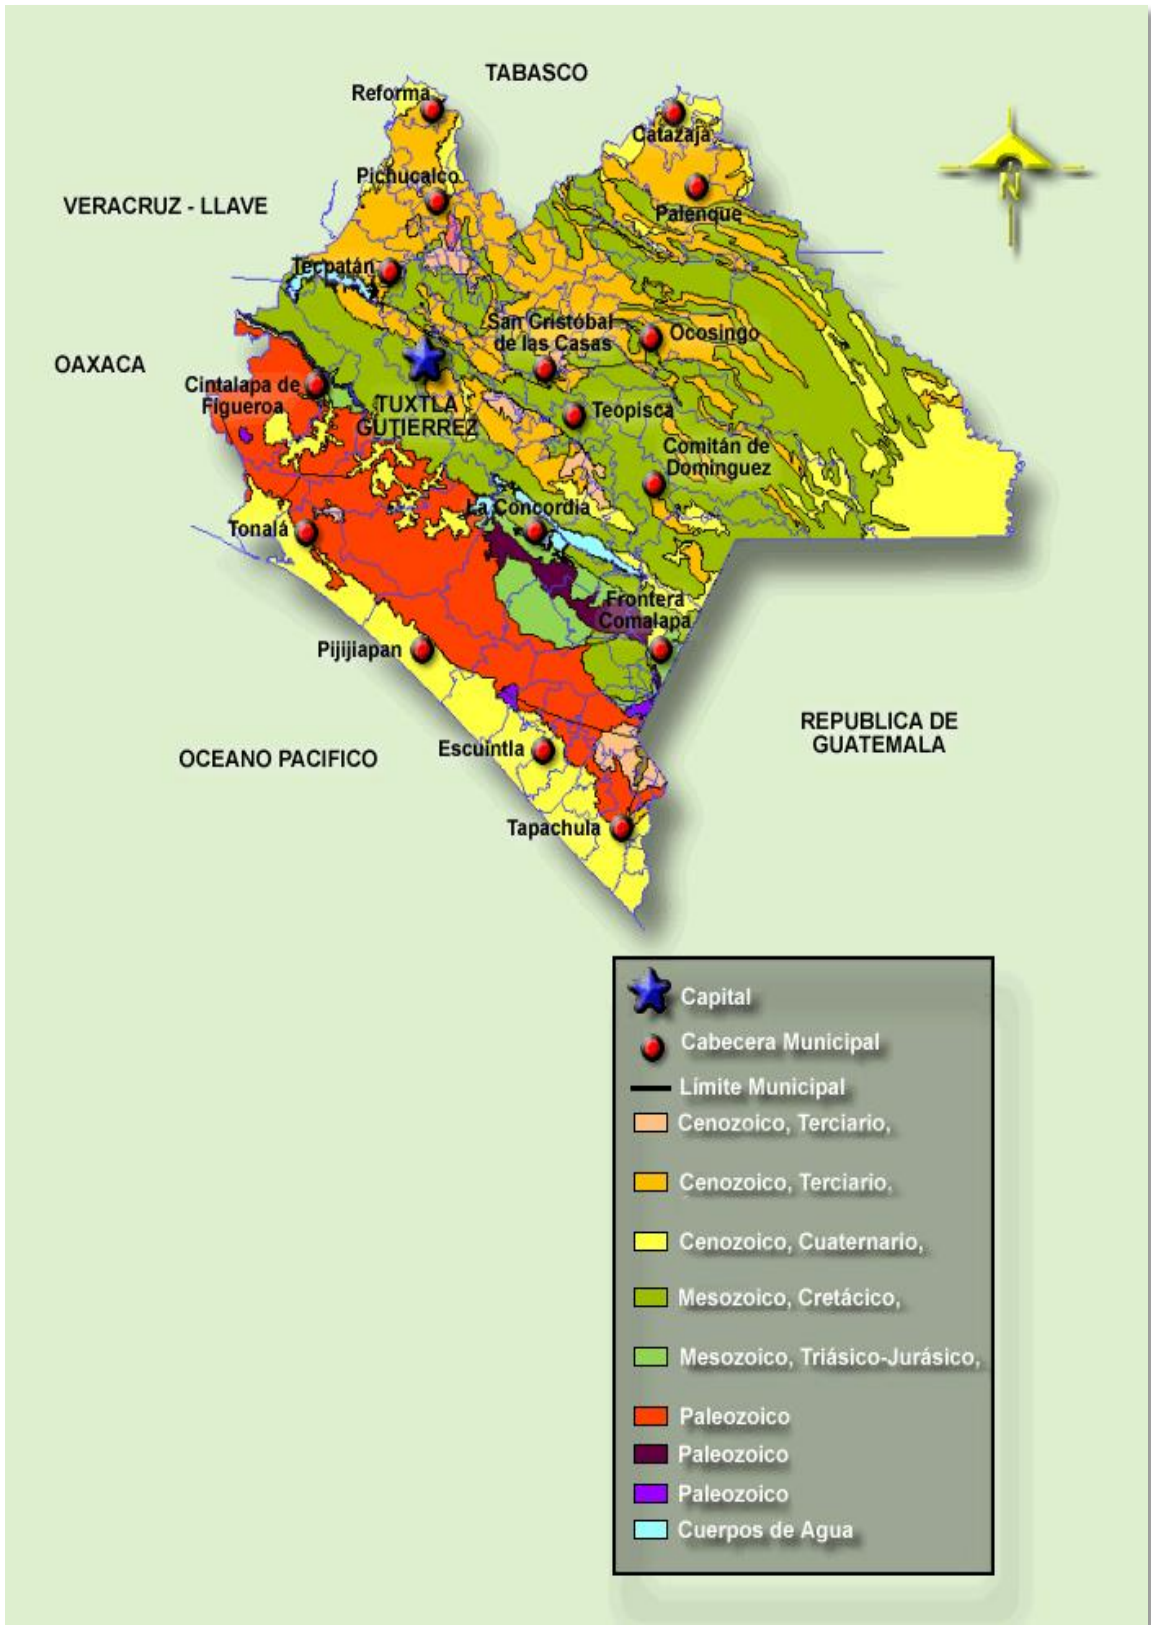 TABASCO
Reforma
Catazajá
Pichucalco
VERACRUZ - LLAVE
Palenque
N
Tecpatán
San Cristóbal
de las Casas
Ocosingo
OAXACA
Cintalapa de
Figueroa
TUXTLA
GUTIERREZ
Teopisca
Comitán de
Domínguez
La Concordia
Tonalá
Frontera
Comalapa
Pijijiapan
REPUBLICA DE
GUATEMALA
Escuintla
OCEANO PACIFICO
Tapachula
Capital
Cabecera Municipal
Límite Municipal
Cenozoico, Terciario,
Cenozoico, Terciario,
Cenozoico, Cuaternario,
Mesozoico, Cretácico,
Mesozoico, Triásico-Jurásico,
Paleozoico
Paleozoico
Paleozoico
Cuerpos de Agua